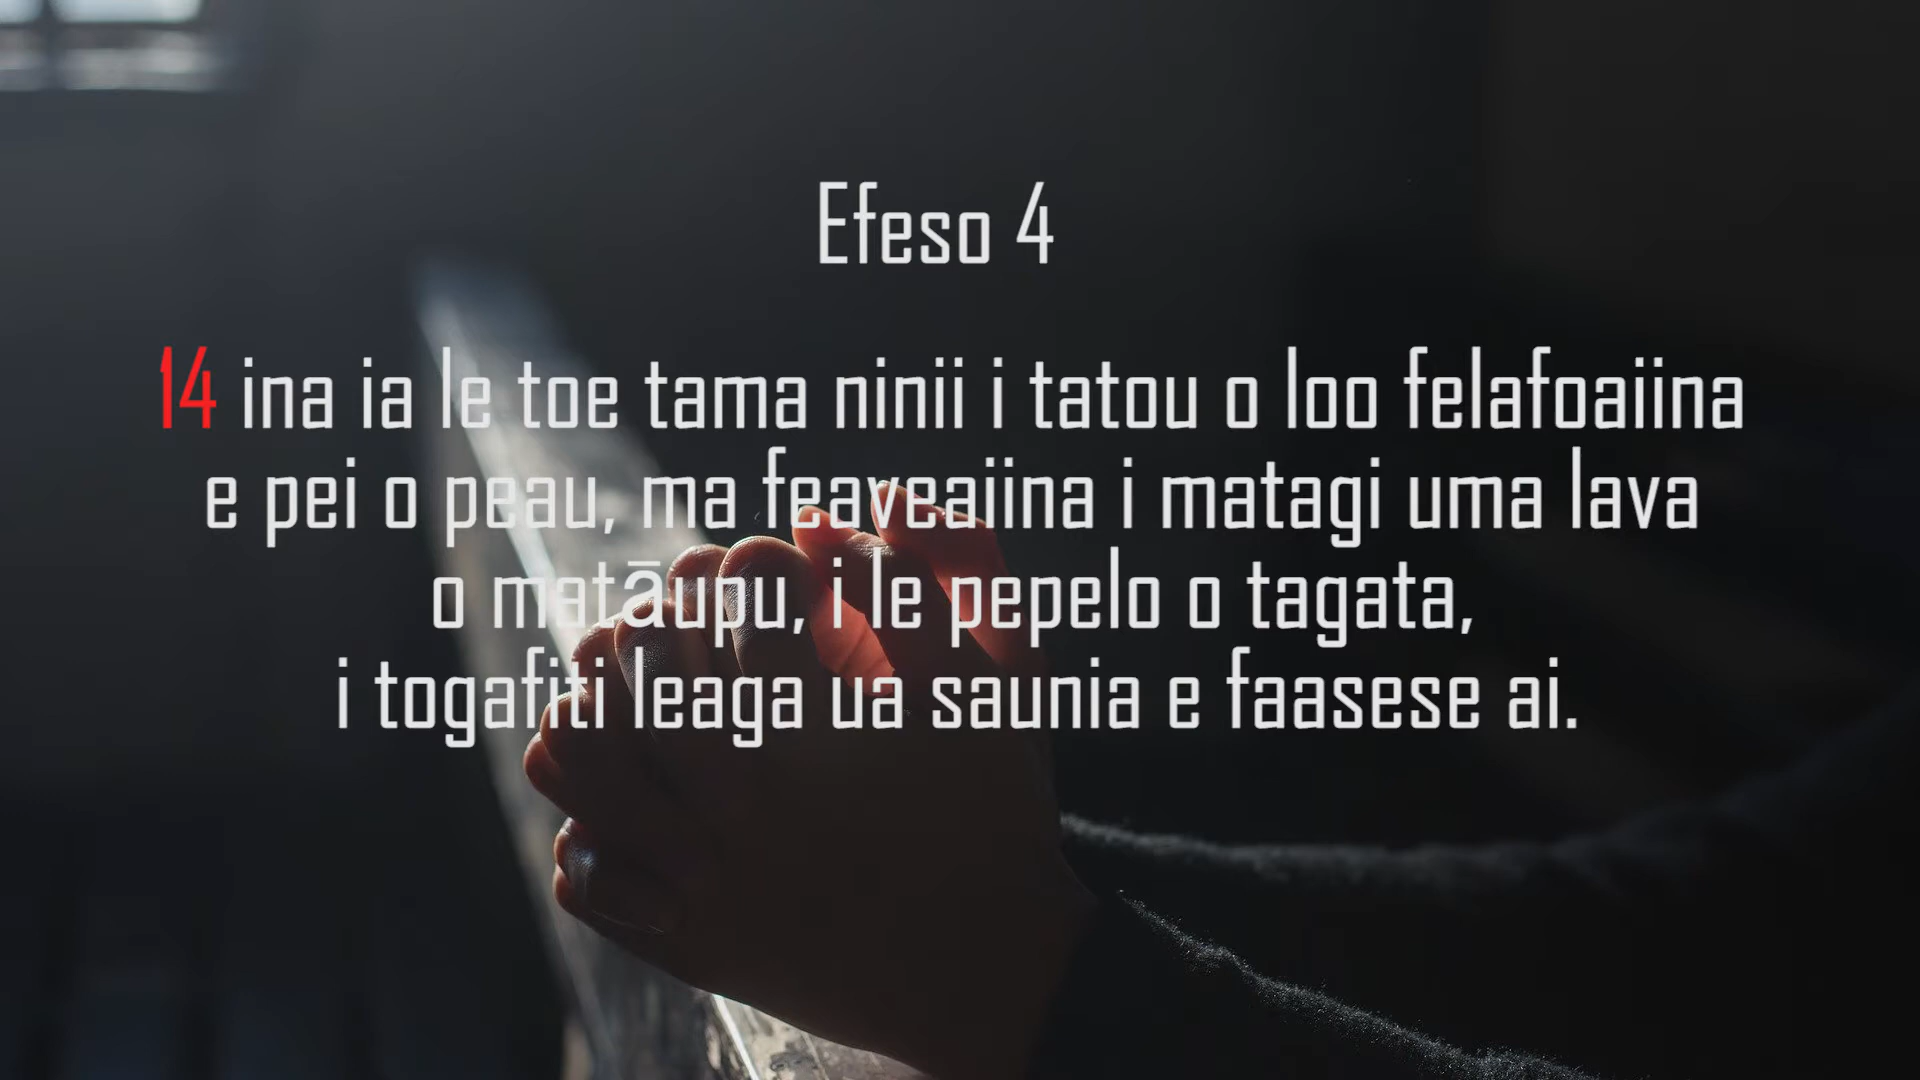 Efeso 4
14 ina ia le toe tama ninii i tatou o loo felafoaiina
e pei o peau, ma feaveaiina i matagi uma lava
o matāupu, i le pepelo o tagata,
i togafiti leaga ua saunia e faasese ai.